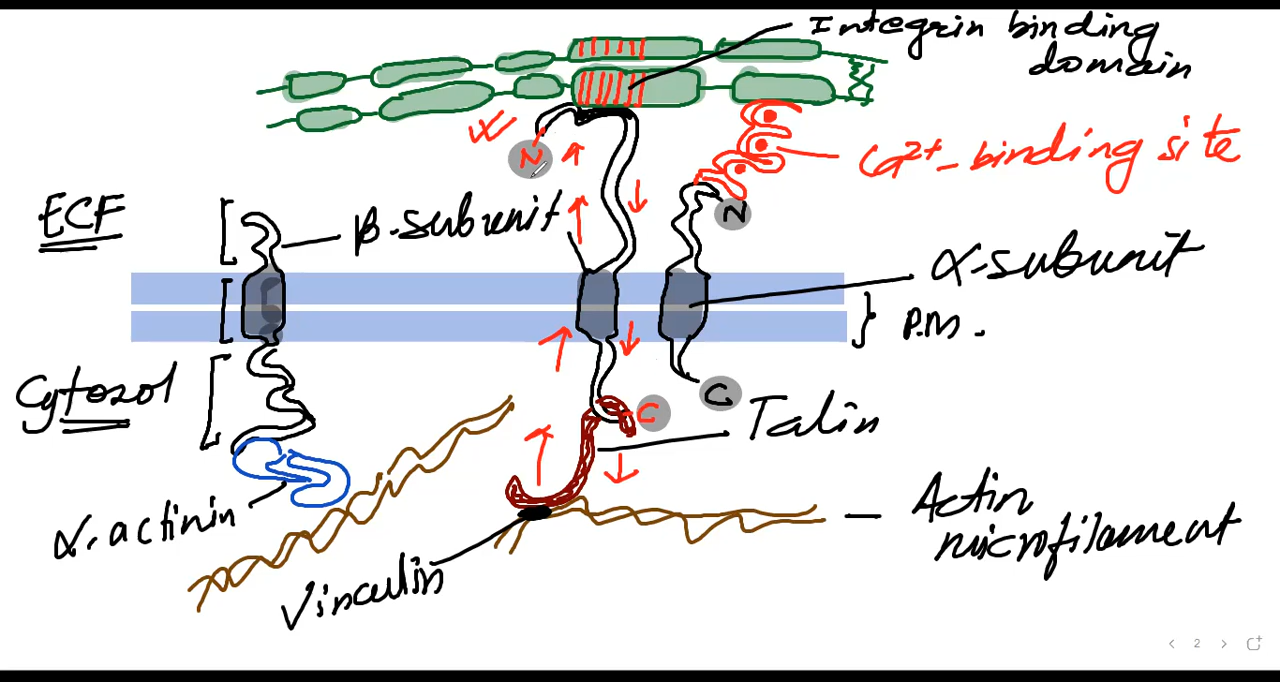 Integrin binding
domain
N
Ca2+-binding site
ECF
β-subunit
N
α-subunit
P.M.
Cytosol
C
C
Talin
α-actinin
Actin
microfilament
Vinculin
2